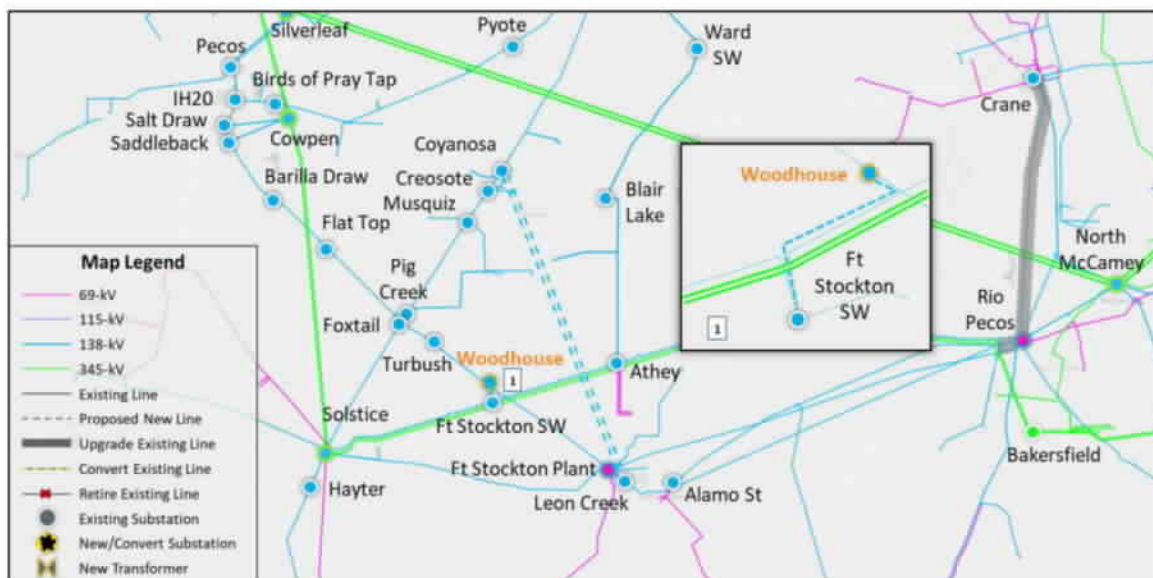 Silverleaf
Pyote
Ward
SW
Pecos
Birds of Pray Tap
IH20
Salt Draw
Saddleback
Cowpen
Crane
Coyanosa
Creosote
Musquiz
Barilla Draw
Blair
Lake
Flat Top
Pig
Creek
Foxtail
Turbush
Woodhouse
1
Ft Stockton SW
Athey
Solstice
Ft Stockton Plant
Leon Creek
Alamo St
Hayter
Woodhouse
Ft
Stockton
SW
1
North
McCamey
Rio
Pecos
Bakersfield
Map Legend
69-kV
115-kV
138-kV
345-kV
Existing Line
Proposed New Line
Upgrade Existing Line
Convert Existing Line
Retire Existing Line
Existing Substation
New/Convert Substation
New Transformer